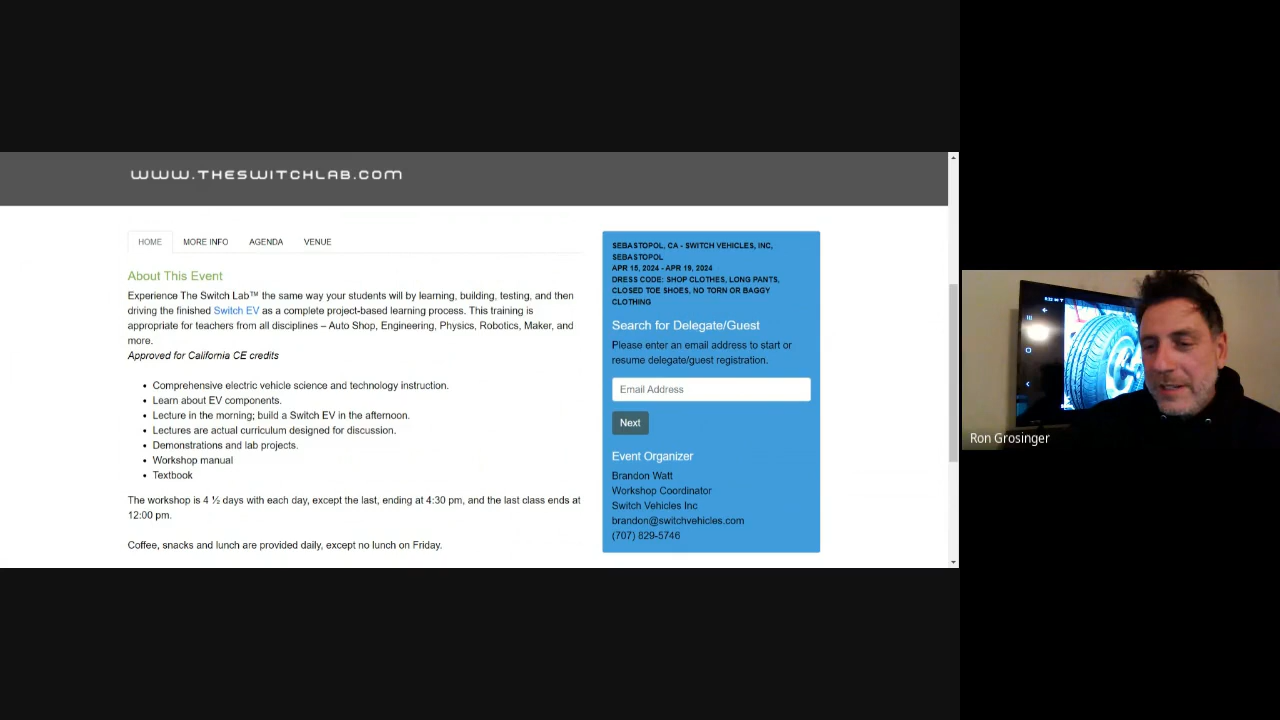 WWW.THESWITCHLAB.COM
HOME
MORE INFO
AGENDA
VENUE
About This Event
Experience The Switch Lab™ the same way your students will by learning, building, testing, and then
driving the finished Switch EV as a complete project-based learning process. This training is
appropriate for teachers from all disciplines – Auto Shop, Engineering, Physics, Robotics, Maker, and
more.
Approved for California CE credits
• Comprehensive electric vehicle science and technology instruction.
• Learn about EV components.
• Lecture in the morning; build a Switch EV in the afternoon.
• Lectures are actual curriculum designed for discussion.
• Demonstrations and lab projects.
• Workshop manual
• Textbook
The workshop is 4 ½ days with each day, except the last, ending at 4:30 pm, and the last class ends at
12:00 pm.
Coffee, snacks and lunch are provided daily, except no lunch on Friday.
SEBASTOPOL, CA - SWITCH VEHICLES, INC,
SEBASTOPOL
APR 15, 2024 - APR 19, 2024
DRESS CODE: SHOP CLOTHES, LONG PANTS,
CLOSED TOE SHOES, NO TORN OR BAGGY
CLOTHING
Search for Delegate/Guest
Please enter an email address to start or
resume delegate/guest registration.
Email Address
Next
Event Organizer
Brandon Watt
Workshop Coordinator
Switch Vehicles Inc
brandon@switchvehicles.com
(707) 829-5746
Ron Grosinger